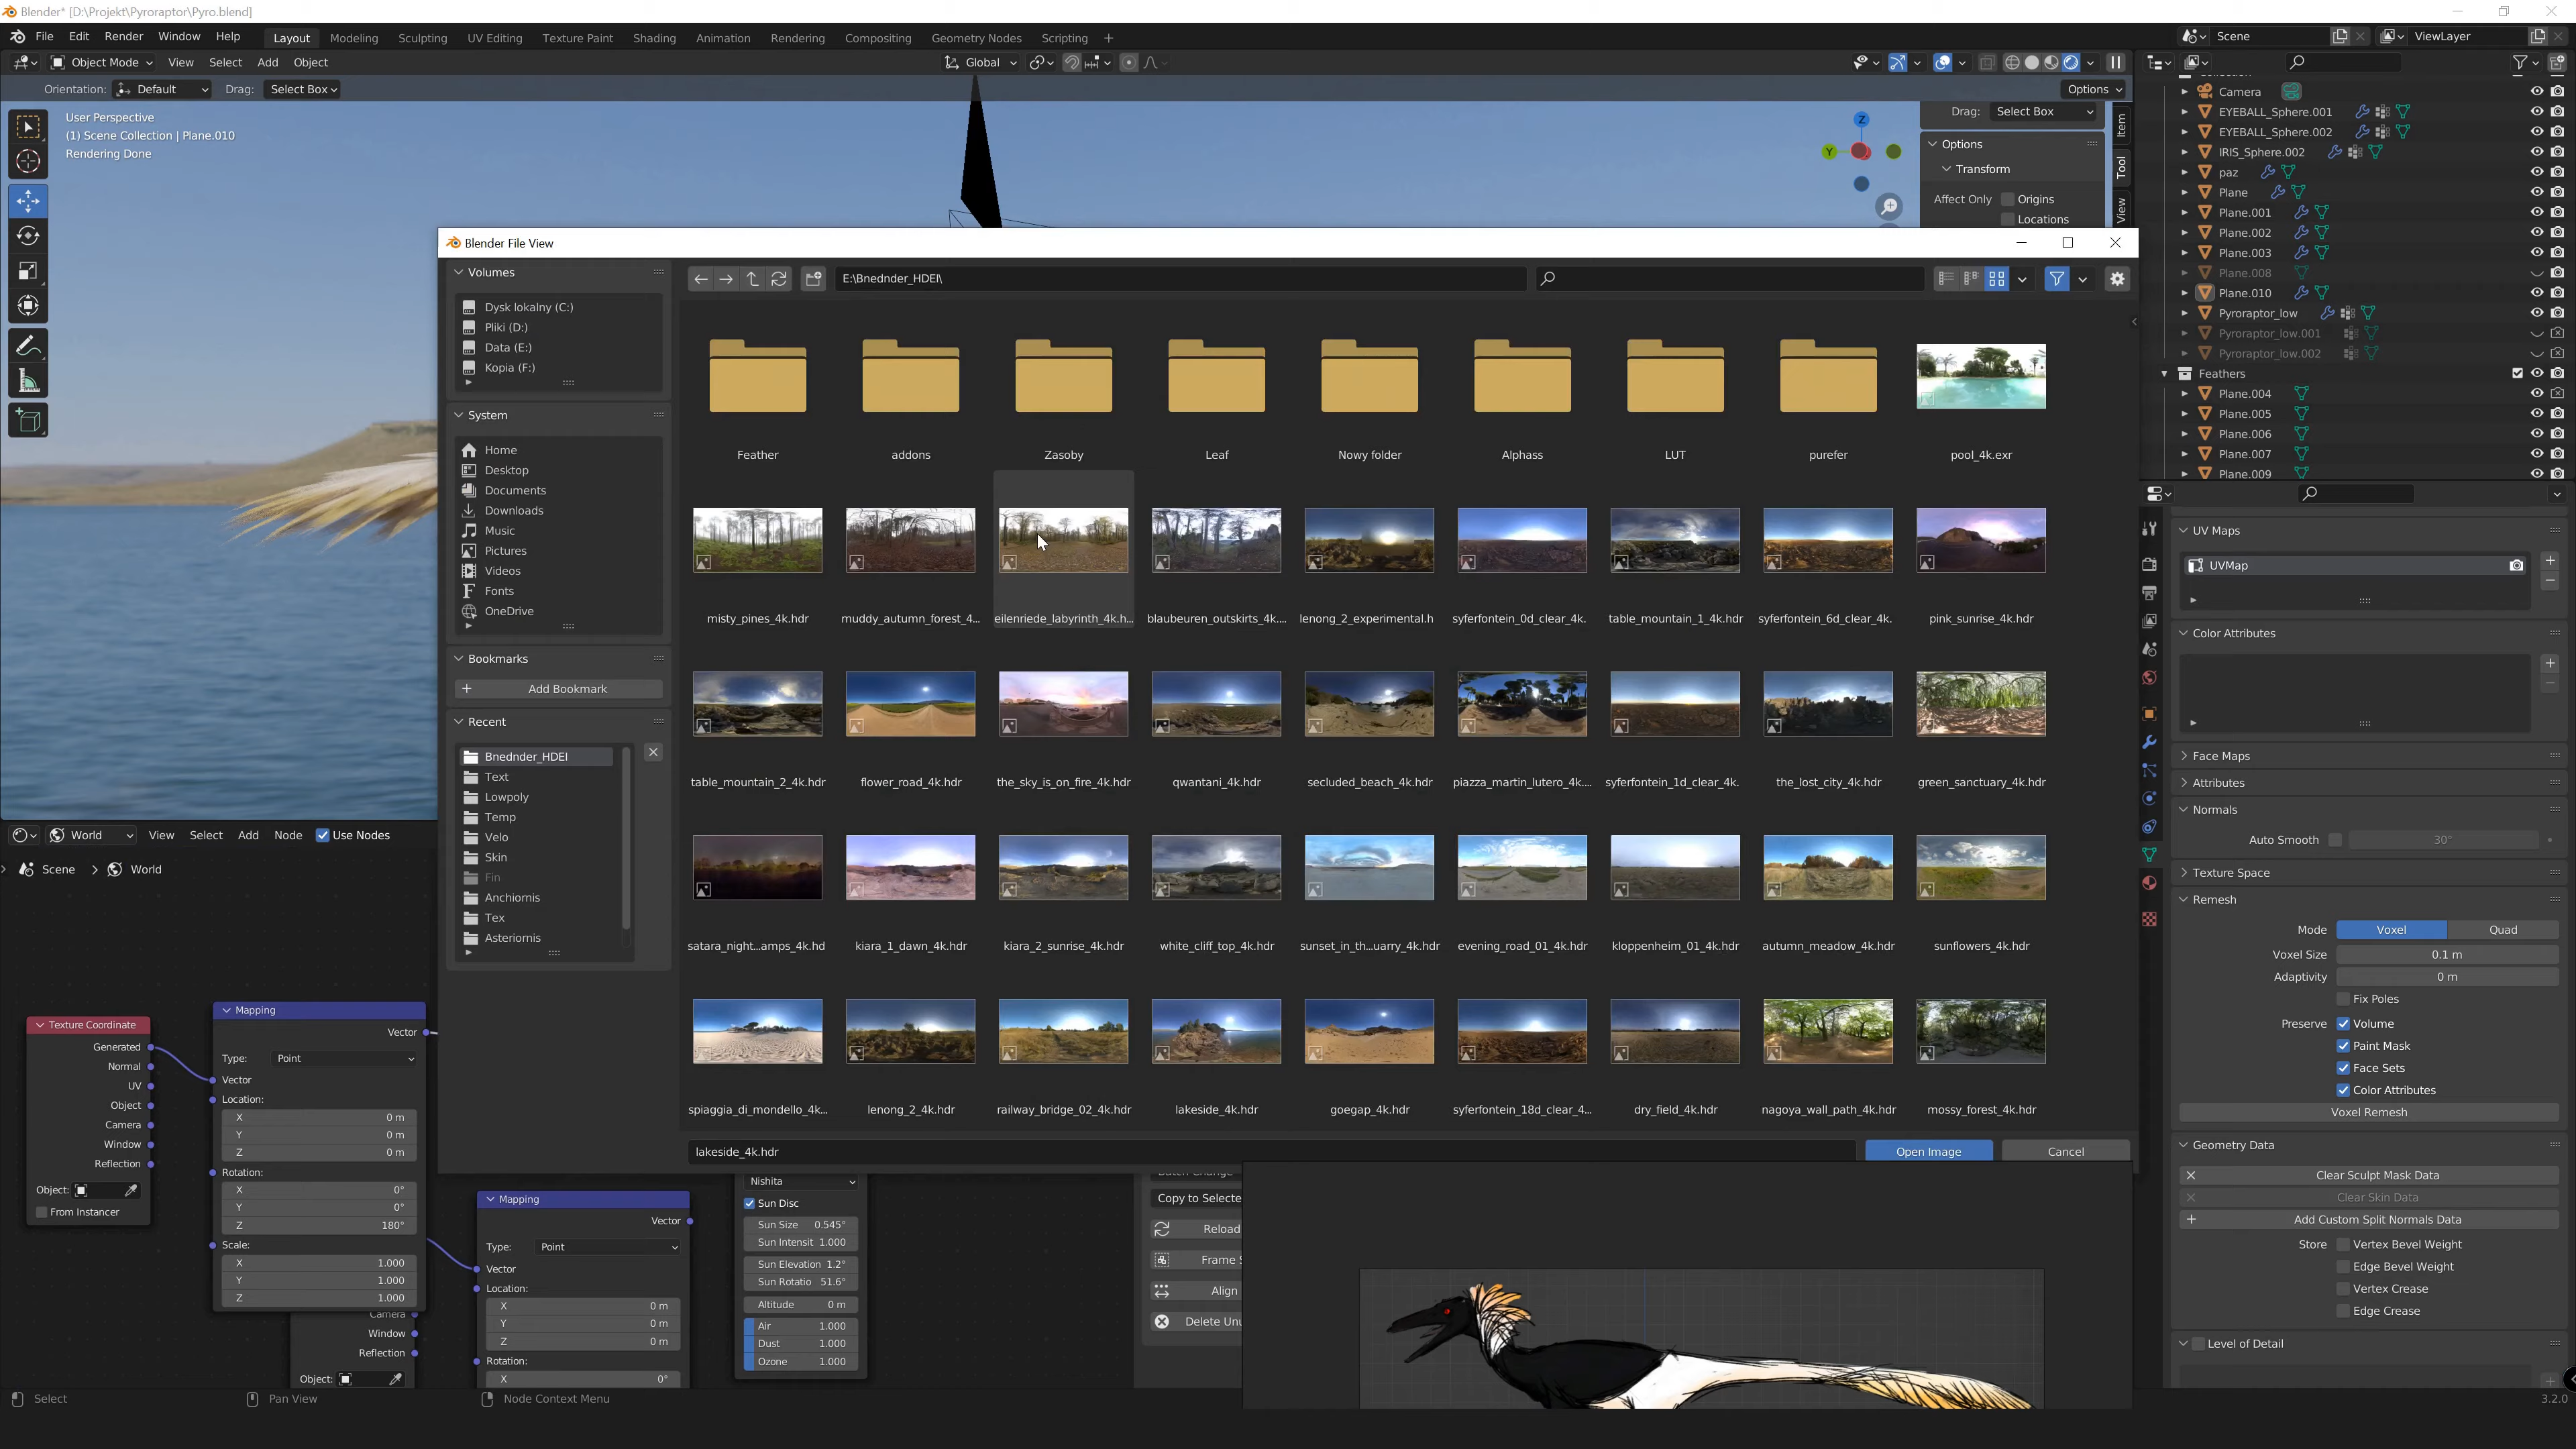 Blender* [D:\Projekt\Pyroraptor\Pyro.blend]
File Edit Render Window Help Layout Modeling Sculpting UV Editing Texture Paint Shading Animation Rendering Compositing Geometry Nodes Scripting + Scene ViewLayer
Object Mode View Select Add Object Global
Orientation: Default Drag: Select Box Options
User Perspective
(1) Scene Collection | Plane.010
Rendering Done
Z
Y
Drag: Select Box
Options
Transform
Affect Only Origins
Locations
Item
Tool
View
Camera
EYEBALL_Sphere.001
EYEBALL_Sphere.002
IRIS_Sphere.002
paz
Plane
Plane.001
Plane.002
Plane.003
Plane.008
Plane.010
Pyroraptor_low
Pyroraptor_low.001
Pyroraptor_low.002
Feathers
Plane.004
Plane.005
Plane.006
Plane.007
Plane.009
Blender File View
Volumes
Dysk lokalny (C:)
Pliki (D:)
Data (E:)
Kopia (F:)
System
Home
Desktop
Documents
Downloads
Music
Pictures
Videos
Fonts
OneDrive
Bookmarks
Add Bookmark
Recent
Bnednder_HDEI
Text
Lowpoly
Temp
Velo
Skin
Fin
Anchiomis
Tex
Asteriomis
E:\Bnednder_HDEI\
Feather addons Zasoby Leaf Nowy folder Alphass LUT purefer pool_4k.exr
misty_pines_4k.hdr muddy_autumn_forest_4... eilenriede_labyrinth_4k.h... blaubeuren_outskirts_4k.... lenong_2_experimental.h syferfontein_0d_clear_4k. table_mountain_1_4k.hdr syferfontein_6d_clear_4k. pink_sunrise_4k.hdr
table_mountain_2_4k.hdr flower_road_4k.hdr the_sky_is_on_fire_4k.hdr qwantani_4k.hdr secluded_beach_4k.hdr piazza_martin_lutero_4k.... syferfontein_1d_clear_4k. the_lost_city_4k.hdr green_sanctuary_4k.hdr
satara_night...amps_4k.hd kiara_1_dawn_4k.hdr kiara_2_sunrise_4k.hdr white_cliff_top_4k.hdr sunset_in_th...uarry_4k.hdr evening_road_01_4k.hdr kloppenheim_01_4k.hdr autumn_meadow_4k.hdr sunflowers_4k.hdr
spiaggia_di_mondello_4k... lenong_2_4k.hdr railway_bridge_02_4k.hdr lakeside_4k.hdr goegap_4k.hdr syferfontein_18d_clear_4... dry_field_4k.hdr nagoya_wall_path_4k.hdr mossy_forest_4k.hdr
lakeside_4k.hdr Open Image Cancel
World View Select Add Node Use Nodes
Scene > World
Texture Coordinate
Generated
Normal
UV
Object
Camera
Window
Reflection
Object:
From Instancer
Mapping
Vector
Type: Point
Vector
Location:
X 0 m
Y 0 m
Z 0 m
Rotation:
X 0°
Y 0°
Z 180°
Scale:
X 1.000
Y 1.000
Z 1.000
Camera
Window
Reflection
Object:
Mapping
Vector
Type: Point
Vector
Location:
X 0 m
Y 0 m
Z 0 m
Rotation:
X 0°
Nishita
Sun Disc
Sun Size 0.545°
Sun Intensit 1.000
Sun Elevation 1.2°
Sun Rotatio 51.6°
Altitude 0 m
Air 1.000
Dust 1.000
Ozone 1.000
Batch Change
Copy to Selecte
Reload
Frame S
Align
Delete Unu
UV Maps
UVMap
Color Attributes
Face Maps
Attributes
Normals
Auto Smooth 30°
Texture Space
Remesh
Mode Voxel Quad
Voxel Size 0.1 m
Adaptivity 0 m
Fix Poles
Preserve Volume
Paint Mask
Face Sets
Color Attributes
Voxel Remesh
Geometry Data
Clear Sculpt Mask Data
Clear Skin Data
Add Custom Split Normals Data
Store Vertex Bevel Weight
Edge Bevel Weight
Vertex Crease
Edge Crease
Level of Detail
Select Pan View Node Context Menu 3.2.0